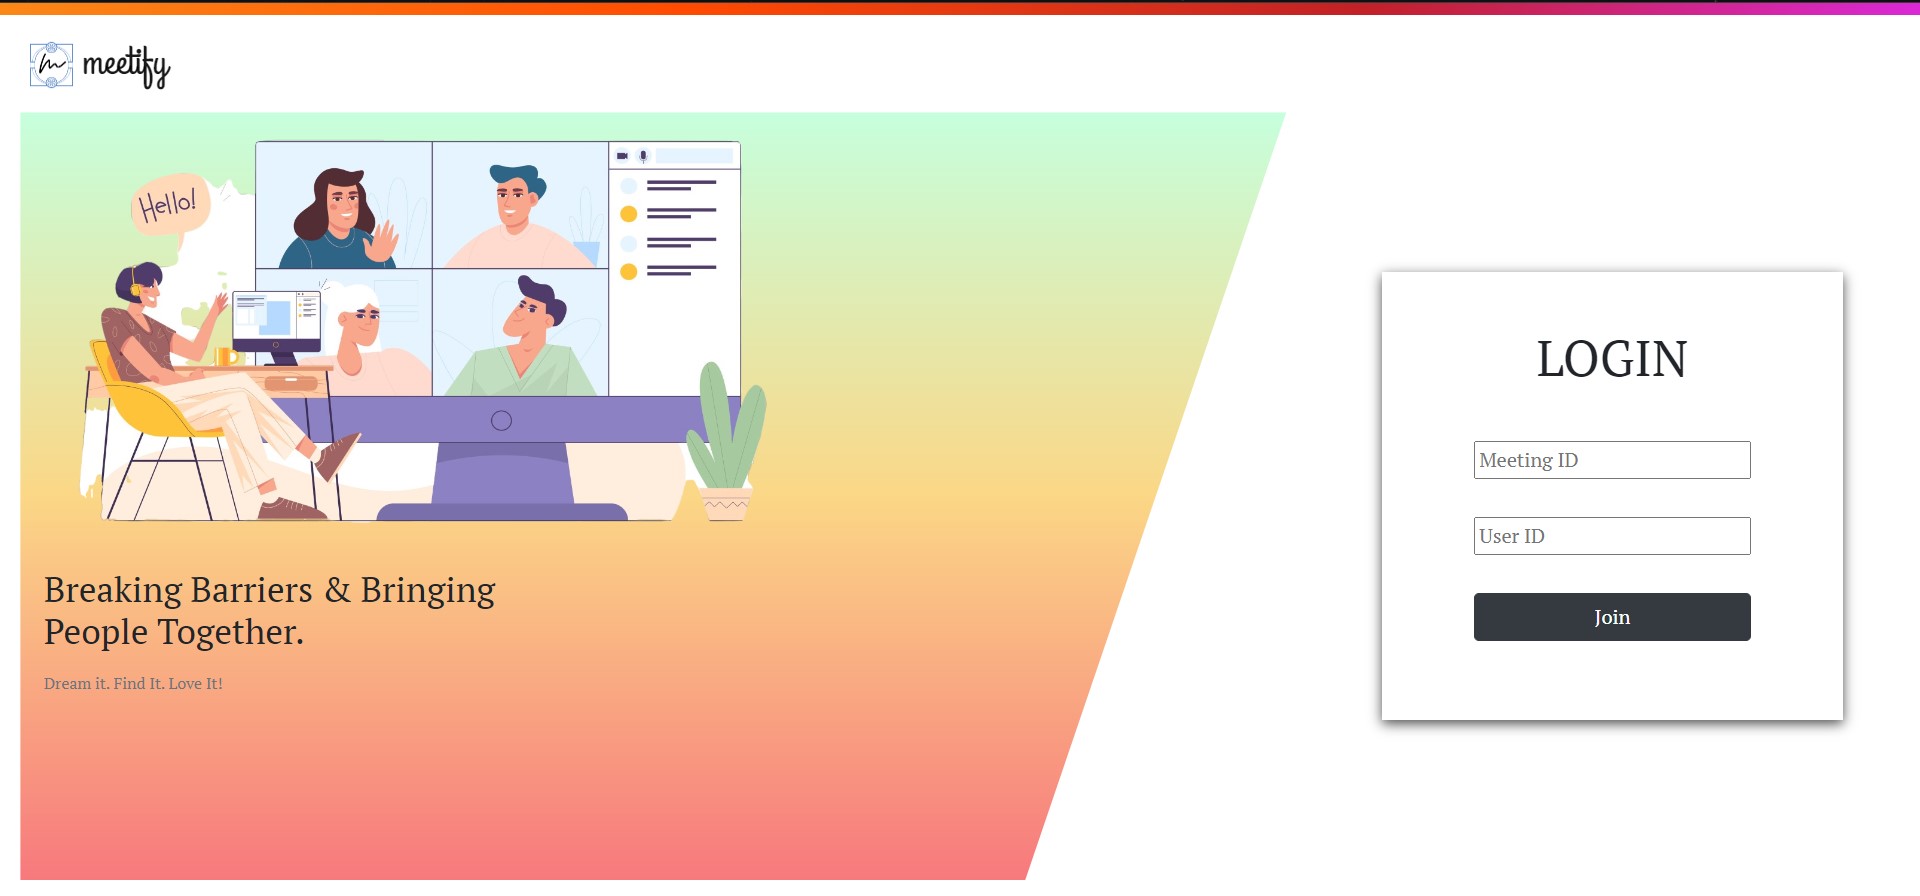 meetify
Hello!
Breaking Barriers & Bringing
People Together.
Dream it. Find It. Love It!
LOGIN
Meeting ID
User ID
Join